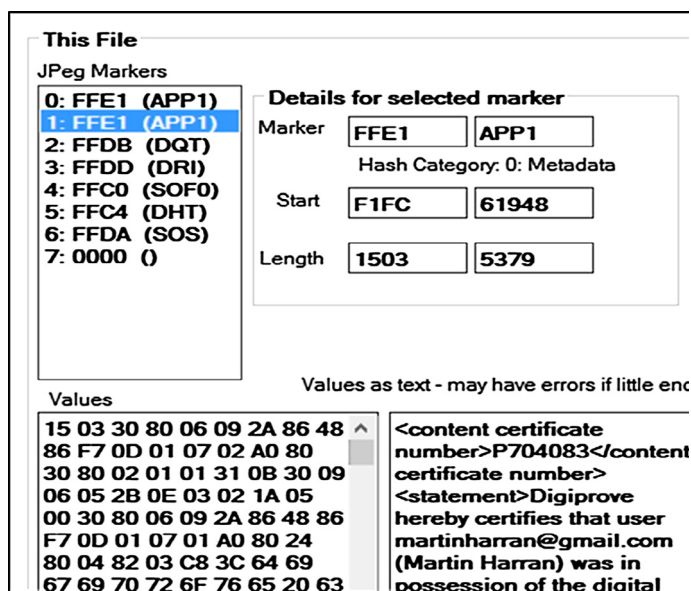 This File
JPeg Markers
0: FFE1 (APP1)
1: FFE1 (APP1)
2: FFDB (DQT)
3: FFDD (DRI)
4: FFC0 (SOF0)
5: FFC4 (DHT)
6: FFDA (SOS)
7: 0000 ()
Details for selected marker
Marker FFE1 APP1
Hash Category: 0: Metadata
Start F1FC 61948
Length 1503 5379
Values
15 03 30 80 06 09 2A 86 48
86 F7 0D 01 07 02 A0 80
30 80 02 01 01 31 0B 30 09
06 05 2B 0E 03 02 1A 05
00 30 80 06 09 2A 86 48 86
F7 0D 01 07 01 A0 80 24
80 04 82 03 C8 3C 64 69
67 69 70 72 6F 76 65 20 63
Values as text - may have errors if little enc
<content certificate
number>P704083</content
certificate number>
<statement>Digiprove
hereby certifies that user
martinharran@gmail.com
(Martin Harran) was in
possession of the digital